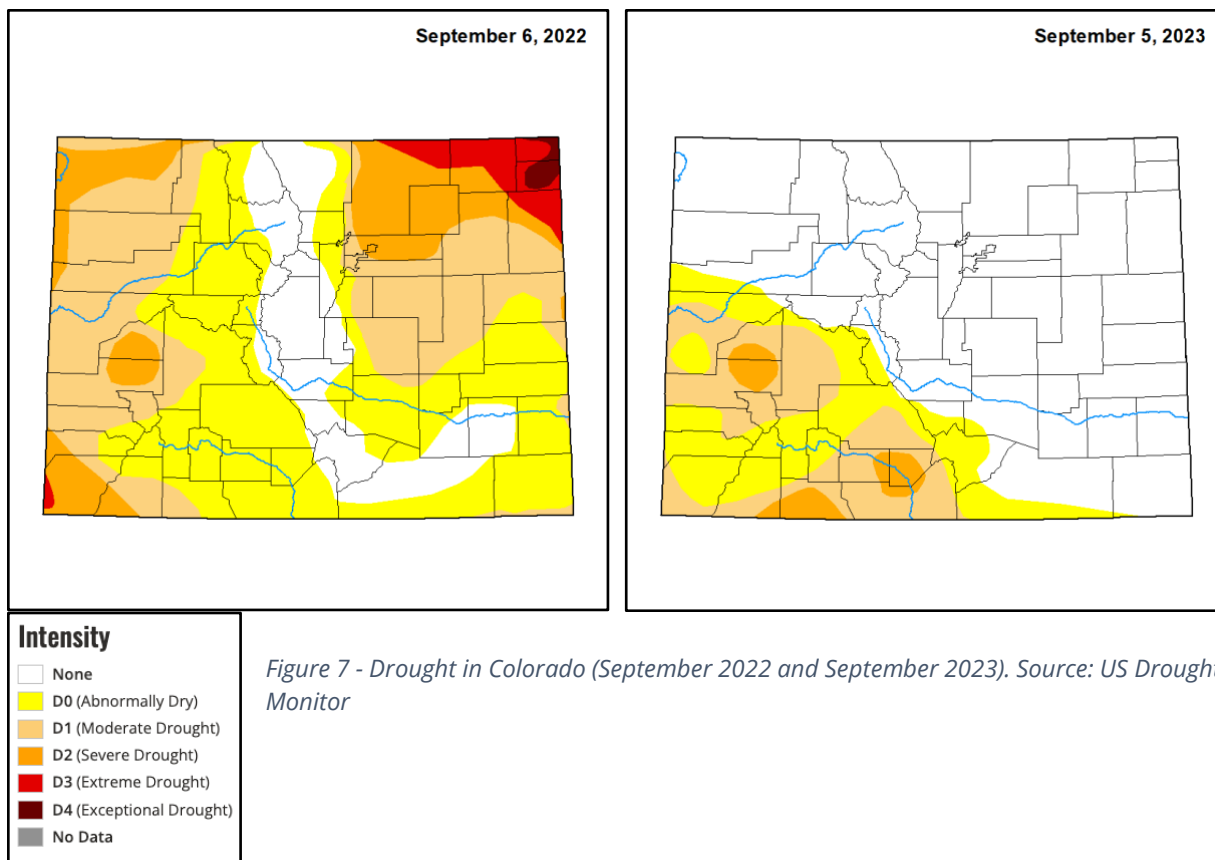 September 6, 2022
September 5, 2023
Intensity
None
D0 (Abnormally Dry)
D1 (Moderate Drought)
D2 (Severe Drought)
D3 (Extreme Drought)
D4 (Exceptional Drought)
No Data
Figure 7 - Drought in Colorado (September 2022 and September 2023). Source: US Drought
Monitor